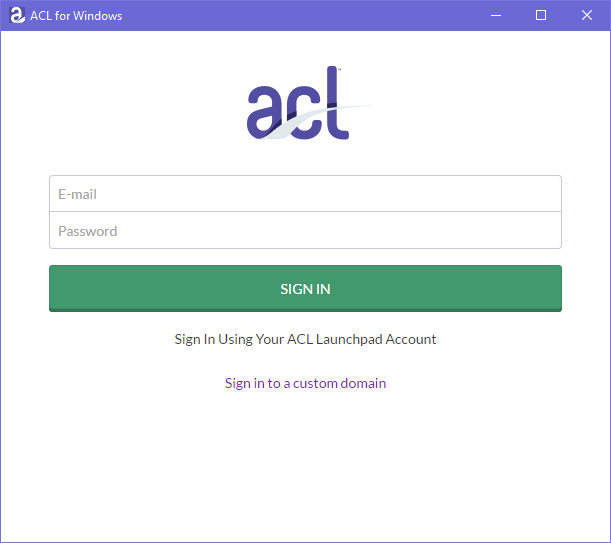 ACL for Windows
acl™
E-mail
Password
SIGN IN
Sign In Using Your ACL Launchpad Account
Sign in to a custom domain